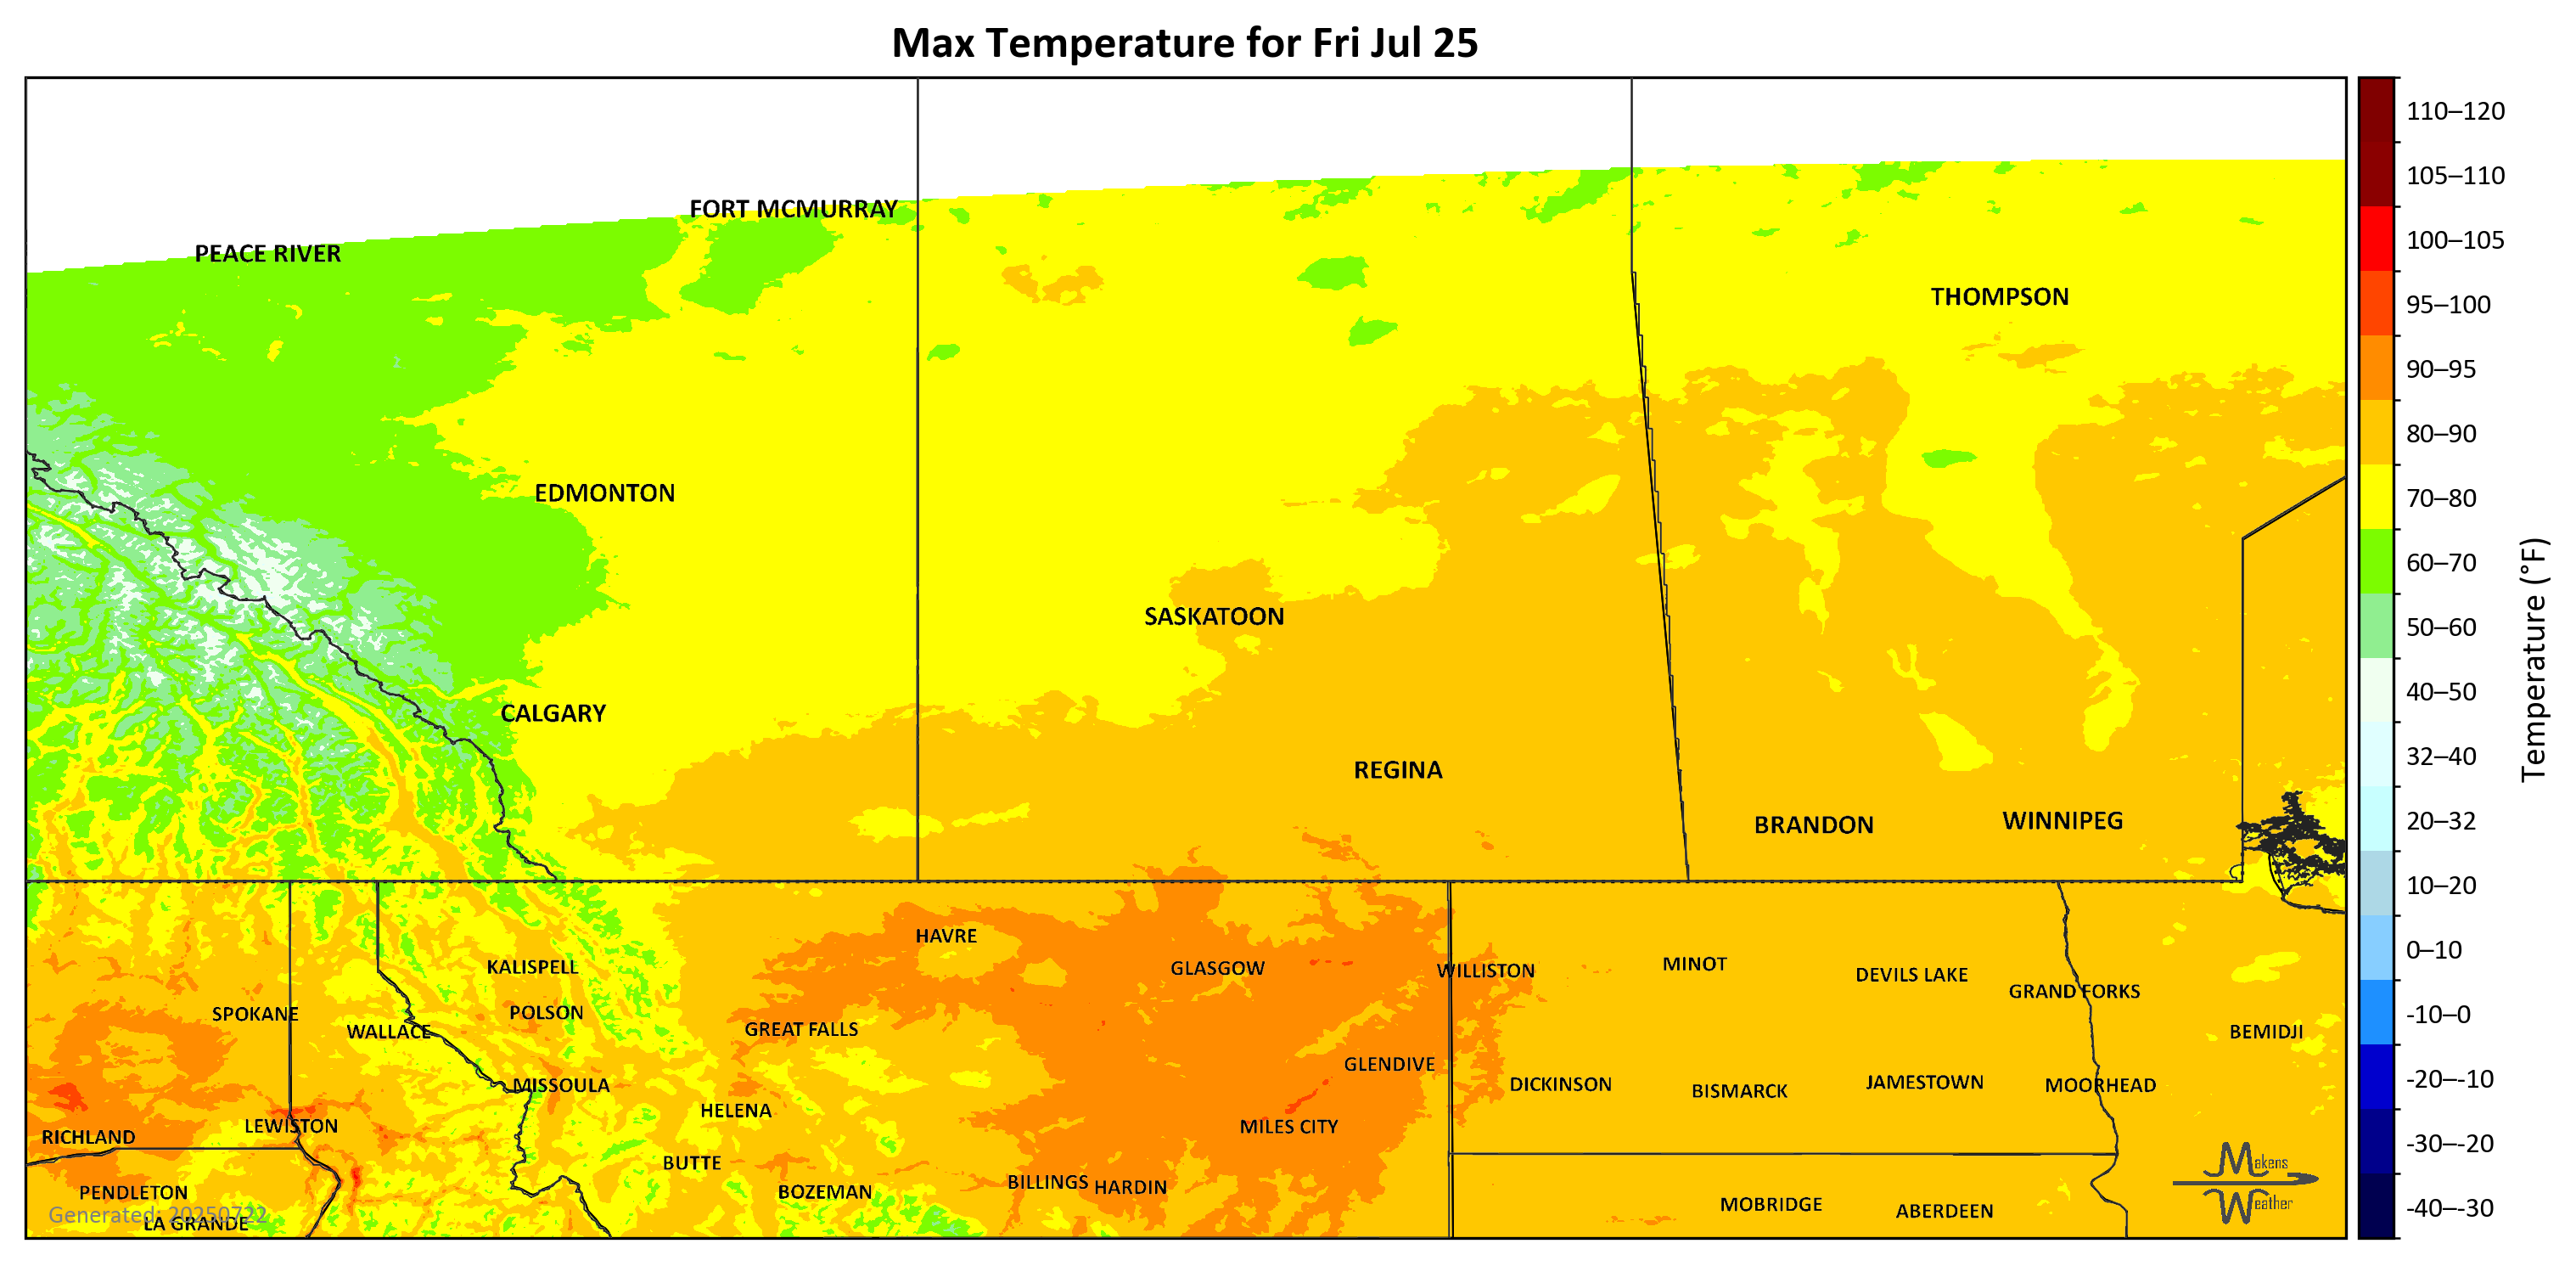 Max Temperature for Fri Jul 25
FORT MCMURRAY
PEACE RIVER
THOMPSON
EDMONTON
SASKATOON
CALGARY
REGINA
BRANDON
WINNIPEG
HAVRE
KALISPELL
GLASGOW
WILLISTON
MINOT
DEVILS LAKE
GRAND FORKS
SPOKANE
POLSON
WALLACE
GREAT FALLS
BEMIDJI
GLENDIVE
MISSOULA
DICKINSON
BISMARCK
JAMESTOWN
MOORHEAD
HELENA
LEWISTON
MILES CITY
RICHLAND
BUTTE
PENDLETON
BOZEMAN
BILLINGS
HARDIN
MOBRIDGE
ABERDEEN
Generated: 20250722
LA GRANDE
Makens
Weather
110–120
105–110
100–105
95–100
90–95
80–90
70–80
60–70
50–60
40–50
32–40
20–32
10–20
0–10
-10–0
-20–-10
-30–-20
-40–-30
Temperature (°F)